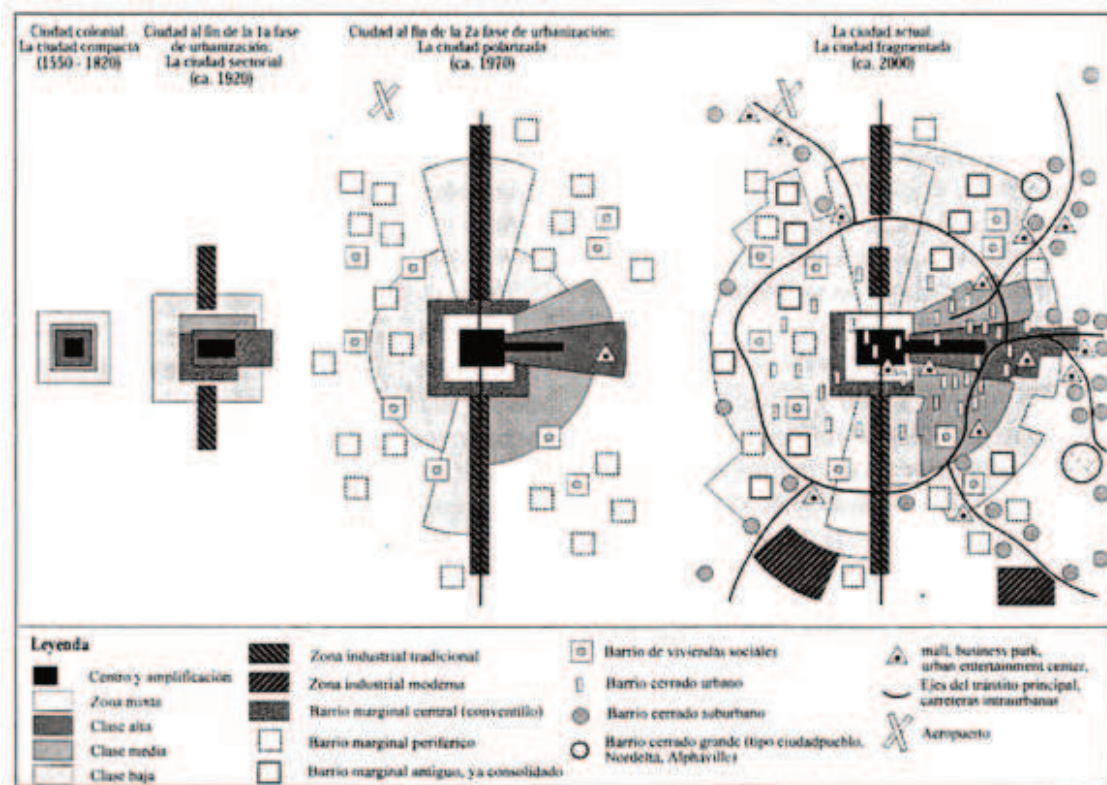 Ciudad colonial:
La ciudad compacta
(1550 - 1820)
Ciudad al fin de la 1a fase
de urbanización:
La ciudad sectorial
(ca. 1920)
Ciudad al fin de la 2a fase de urbanización:
La ciudad polarizada
(ca. 1970)
La ciudad actual:
La ciudad fragmentada
(ca. 2000)
Leyenda
Centro y amplificación
Zona mixta
Clase alta
Clase media
Clase baja
Zona industrial tradicional
Zona industrial moderna
Barrio marginal central (conventillo)
Barrio marginal periférico
Barrio marginal antiguo, ya consolidado
Barrio de viviendas sociales
Barrio cerrado urbano
Barrio cerrado suburbano
Barrio cerrado grande (tipo ciudadpueblo,
Nordelta, Alphaville)
mall, business park,
urban entertainment center,
Ejes del tránsito principal,
carreteras intraurbanas
Aeropuerto